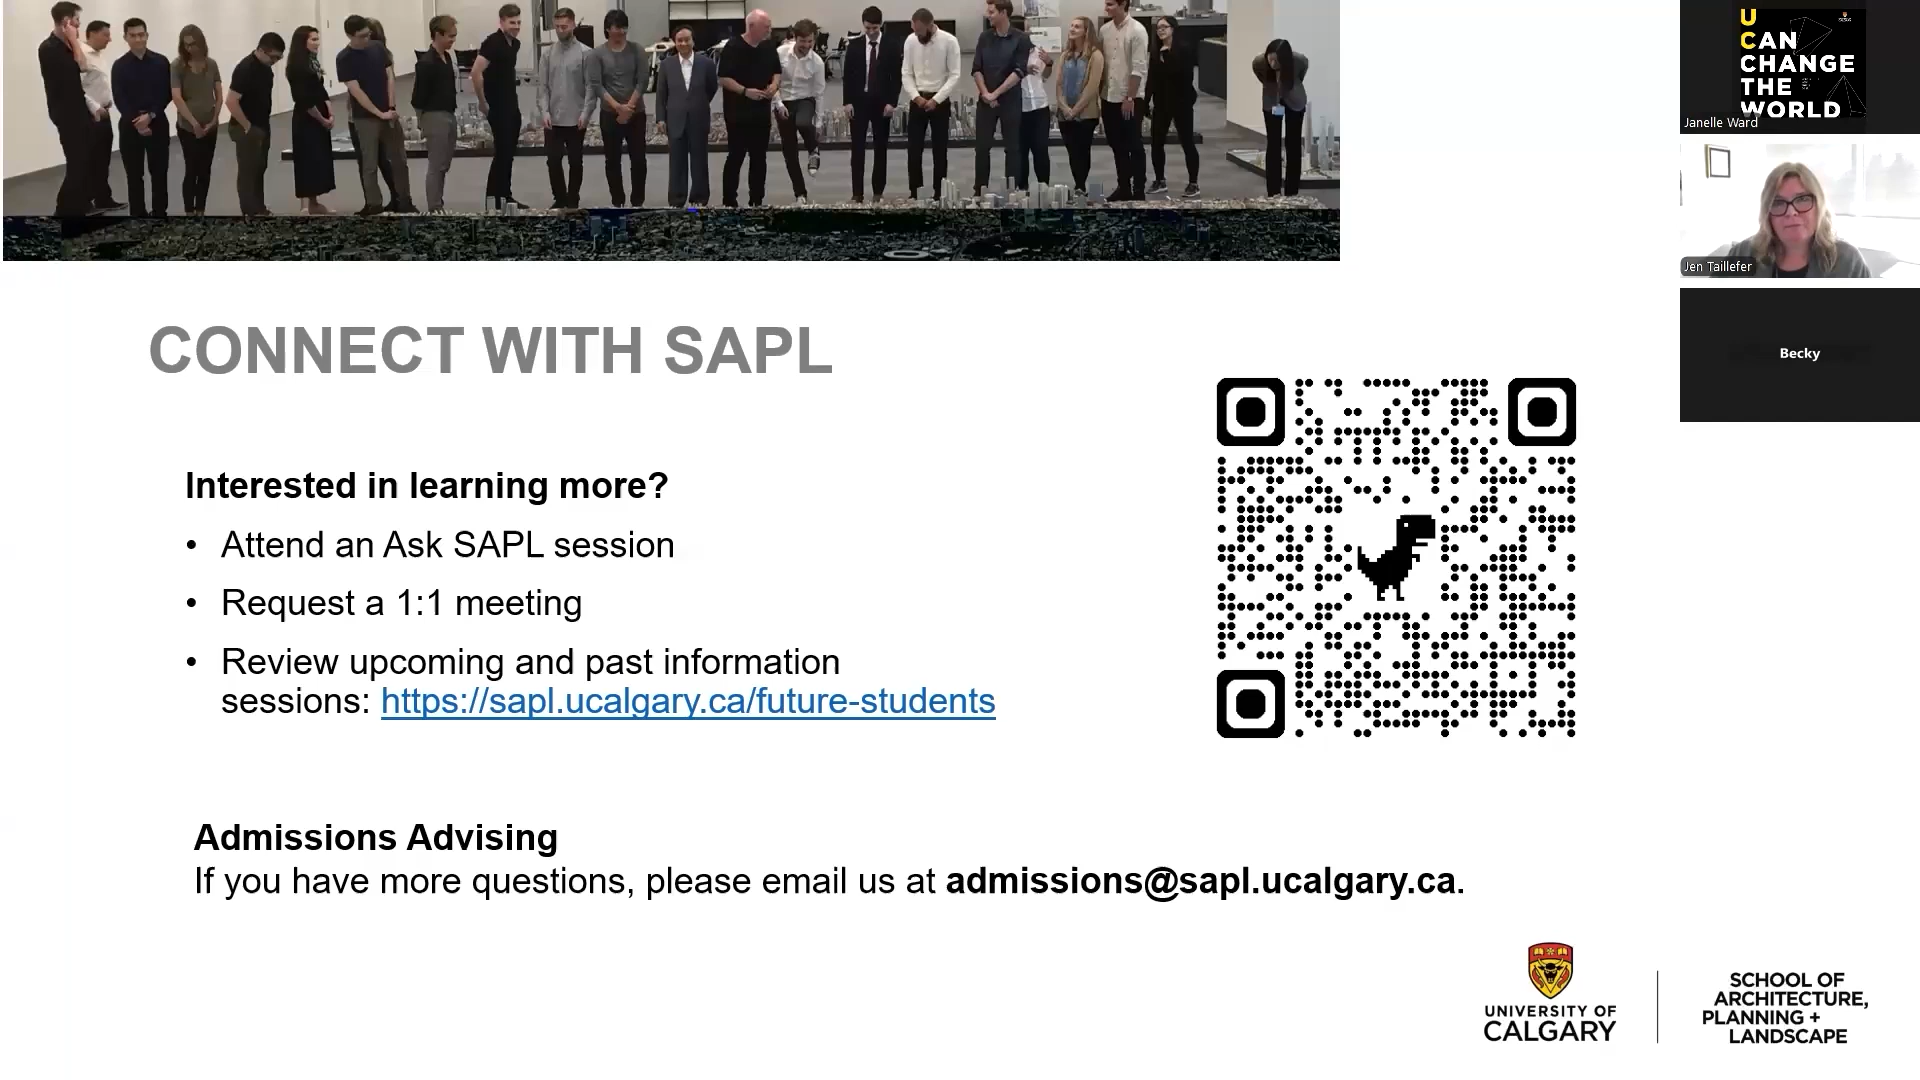 U
CAN
CHANGE
THE
WORLD
Janelle Ward
Jen Taillefer
Becky
CONNECT WITH SAPL
Interested in learning more?
• Attend an Ask SAPL session
• Request a 1:1 meeting
• Review upcoming and past information
sessions: https://sapl.ucalgary.ca/future-students
Admissions Advising
If you have more questions, please email us at admissions@sapl.ucalgary.ca.
UNIVERSITY OF
CALGARY
SCHOOL OF
ARCHITECTURE,
PLANNING +
LANDSCAPE